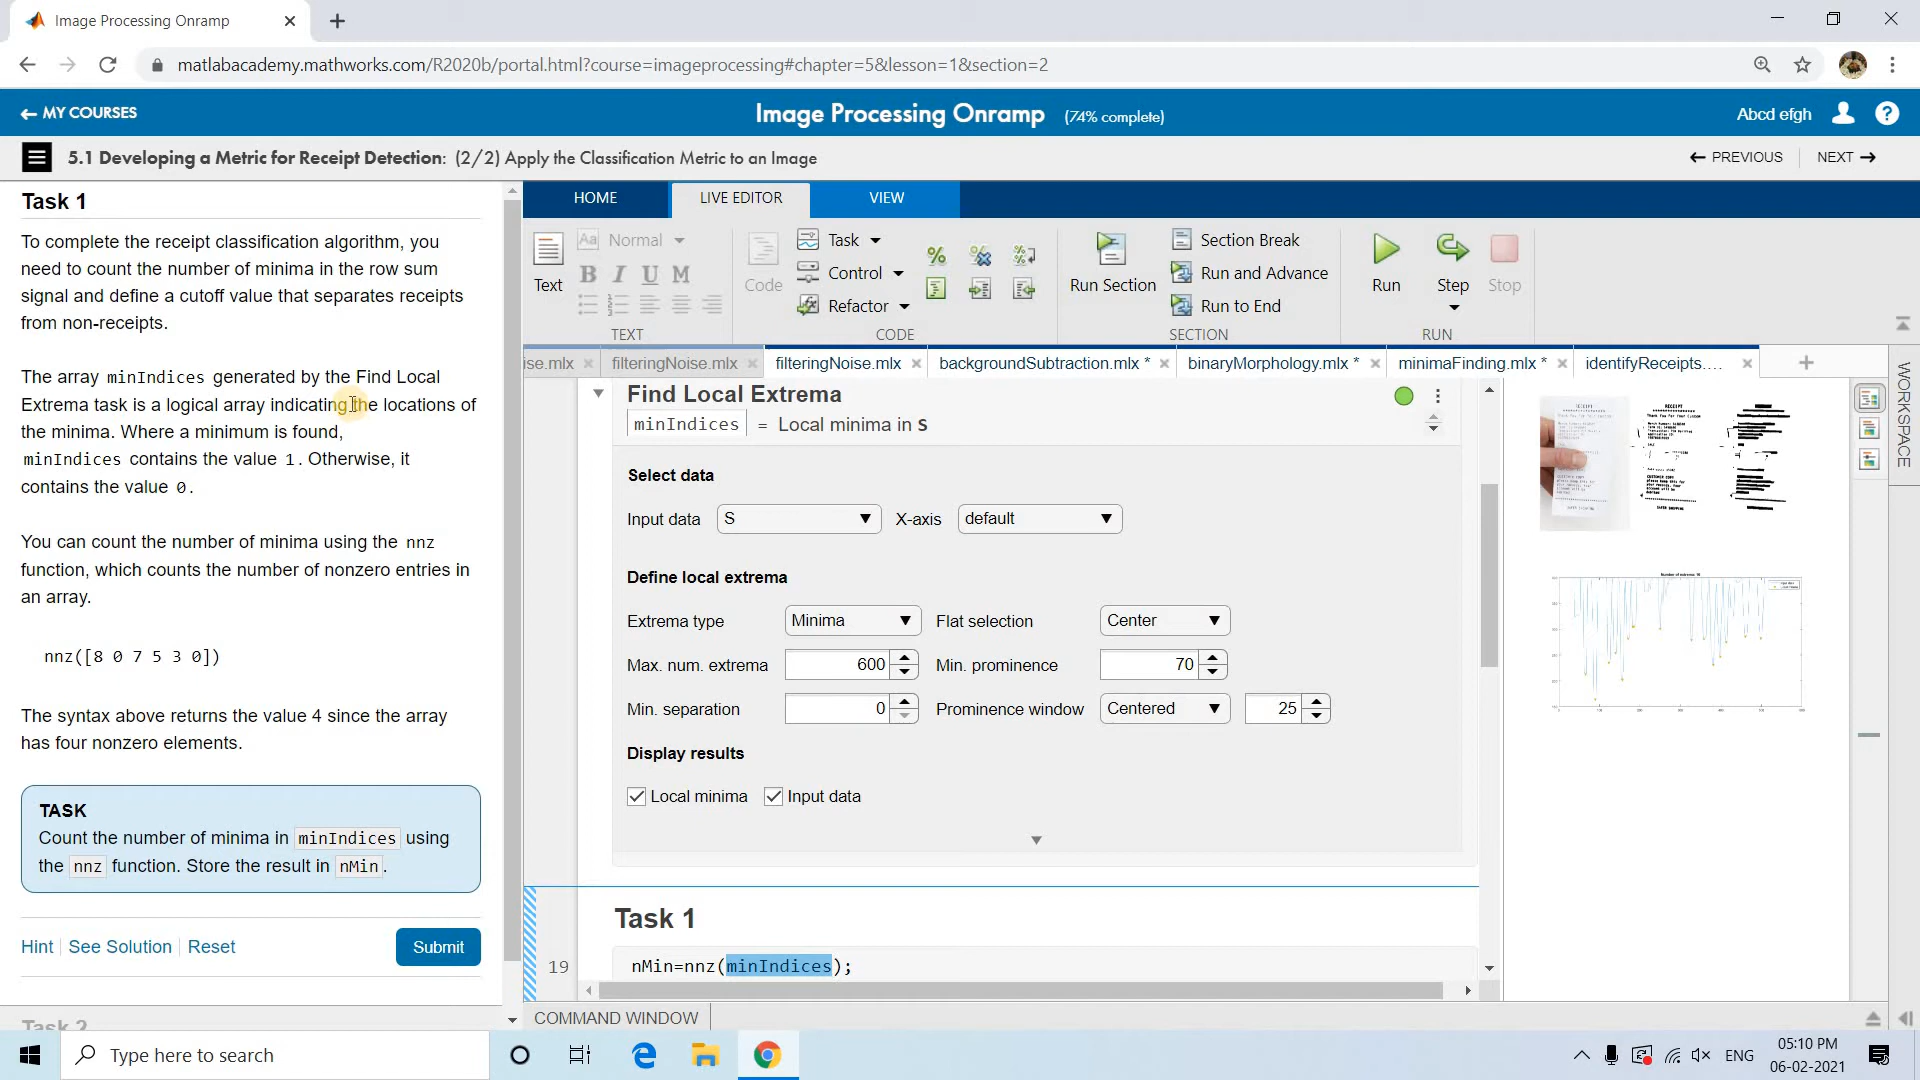 Image Processing Onramp
matlabacademy.mathworks.com/R2020b/portal.html?course=imageprocessing#chapter=5&lesson=1&section=2
MY COURSES
Image Processing Onramp (74% complete)
Abcd efgh
5.1 Developing a Metric for Receipt Detection: (2/2) Apply the Classification Metric to an Image
PREVIOUS
NEXT
Task 1
To complete the receipt classification algorithm, you
need to count the number of minima in the row sum
signal and define a cutoff value that separates receipts
from non-receipts.
The array minIndices generated by the Find Local
Extrema task is a logical array indicating the locations of
the minima. Where a minimum is found,
minIndices contains the value 1. Otherwise, it
contains the value 0.
You can count the number of minima using the nnz
function, which counts the number of nonzero entries in
an array.
nnz([8 0 7 5 3 0])
The syntax above returns the value 4 since the array
has four nonzero elements.
TASK
Count the number of minima in minIndices using
the nnz function. Store the result in nMin.
Hint
See Solution
Reset
Submit
Task 2
HOME
LIVE EDITOR
VIEW
Text
Aa Normal
B I U M
TEXT
Code
Task
Control
Refactor
CODE
Run Section
Section Break
Run and Advance
Run to End
SECTION
Run
Step
Stop
RUN
ise.mlx
filteringNoise.mlx
filteringNoise.mlx
backgroundSubtraction.mlx *
binaryMorphology.mlx *
minimaFinding.mlx *
identifyReceipts....
WORKSPACE
Find Local Extrema
minIndices = Local minima in S
Select data
Input data S X-axis default
Define local extrema
Extrema type Minima Flat selection Center
Max. num. extrema 600 Min. prominence 70
Min. separation 0 Prominence window Centered 25
Display results
Local minima Input data
Task 1
19 nMin=nnz(minIndices);
COMMAND WINDOW
Type here to search
ENG
05:10 PM
06-02-2021